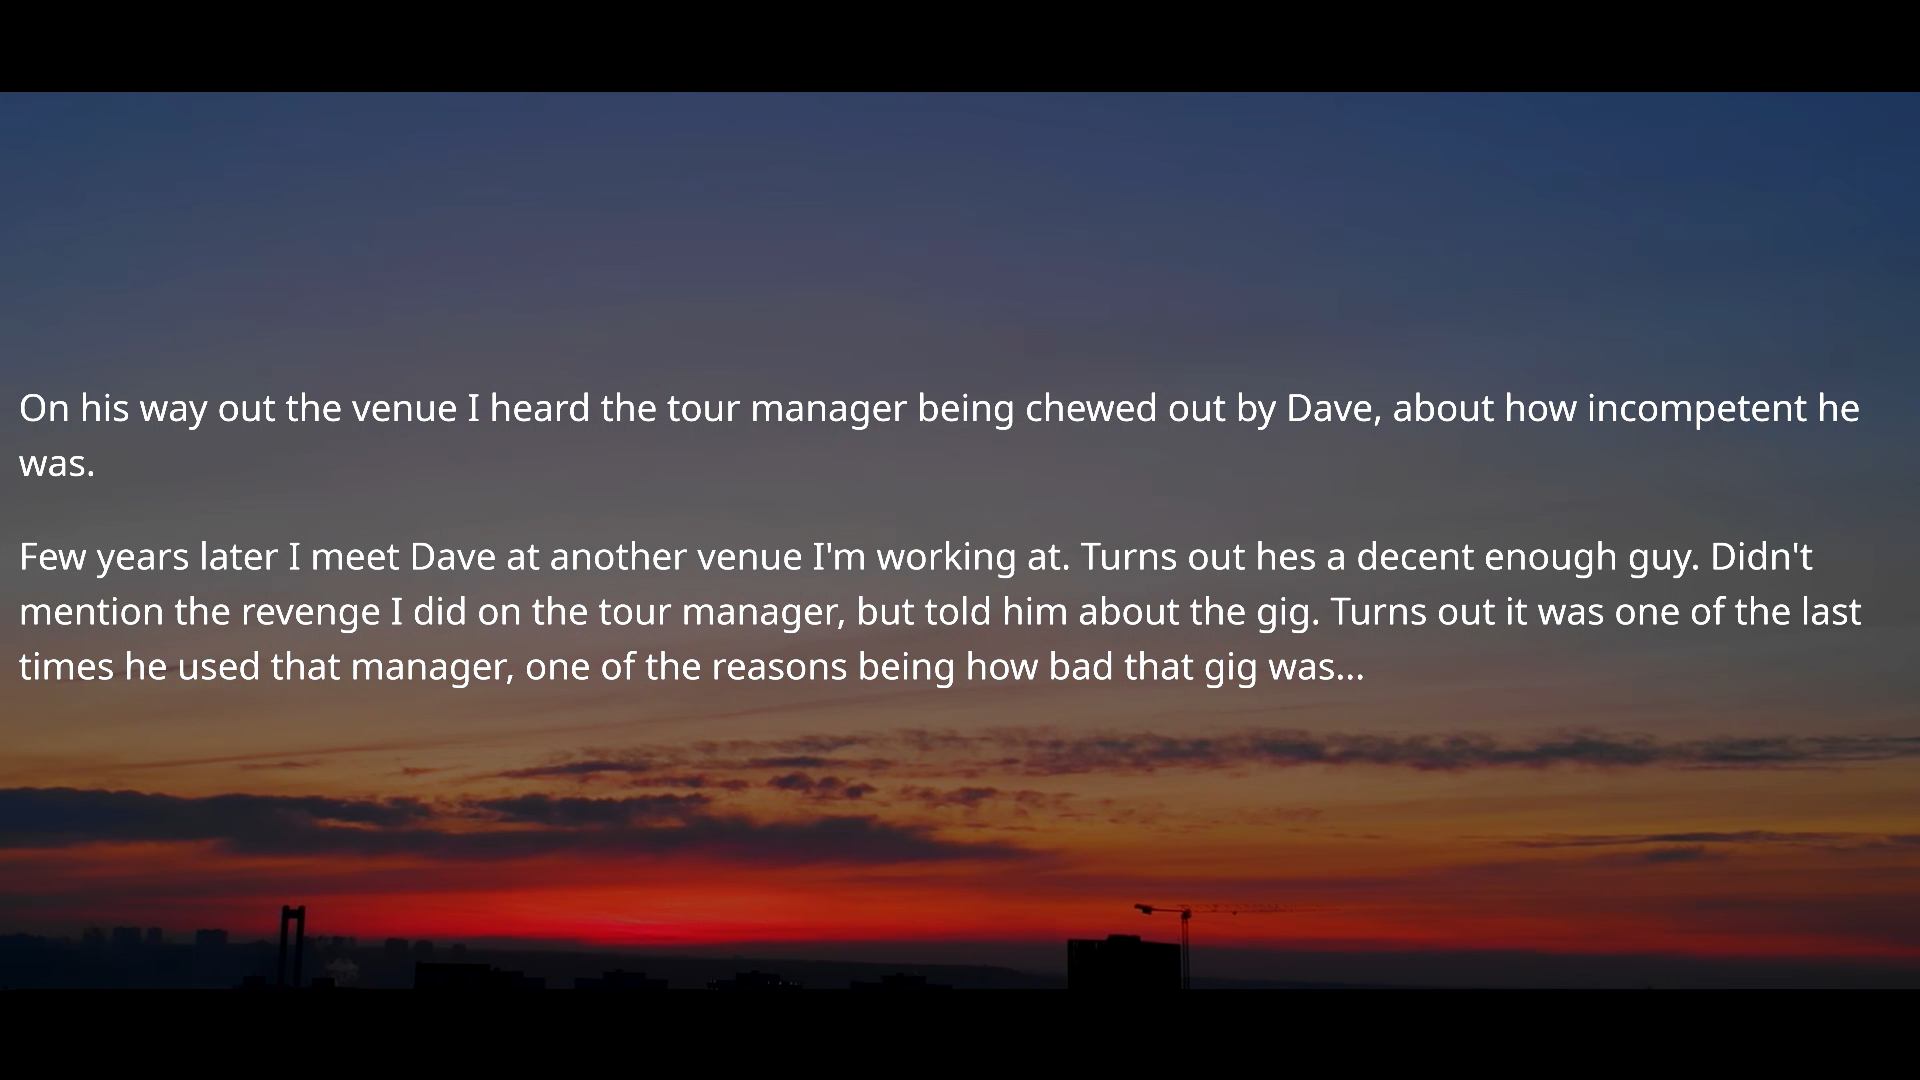 On his way out the venue I heard the tour manager being chewed out by Dave, about how incompetent he
was.
Few years later I meet Dave at another venue I'm working at. Turns out hes a decent enough guy. Didn't
mention the revenge I did on the tour manager, but told him about the gig. Turns out it was one of the last
times he used that manager, one of the reasons being how bad that gig was...